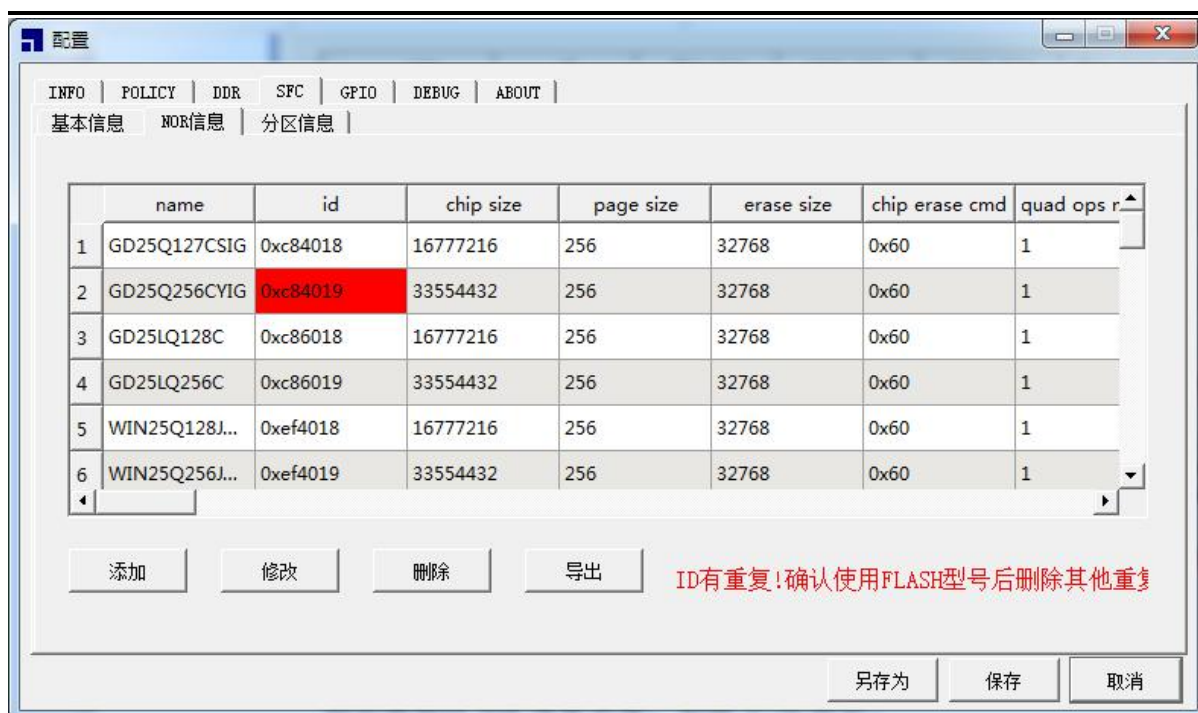 配置
INFO POLICY DDR SFC GPIO DEBUG ABOUT
基本信息 NOR信息 分区信息
name id chip size page size erase size chip erase cmd quad ops
1 GD25Q127CSIG 0xc84018 16777216 256 32768 0x60 1
2 GD25Q256CYIG 0xc84019 33554432 256 32768 0x60 1
3 GD25LQ128C 0xc86018 16777216 256 32768 0x60 1
4 GD25LQ256C 0xc86019 33554432 256 32768 0x60 1
5 WIN25Q128J... 0xef4018 16777216 256 32768 0x60 1
6 WIN25Q256J... 0xef4019 33554432 256 32768 0x60 1
添加 修改 删除 导出 ID有重复!确认使用FLASH型号后删除其他重复
另存为 保存 取消